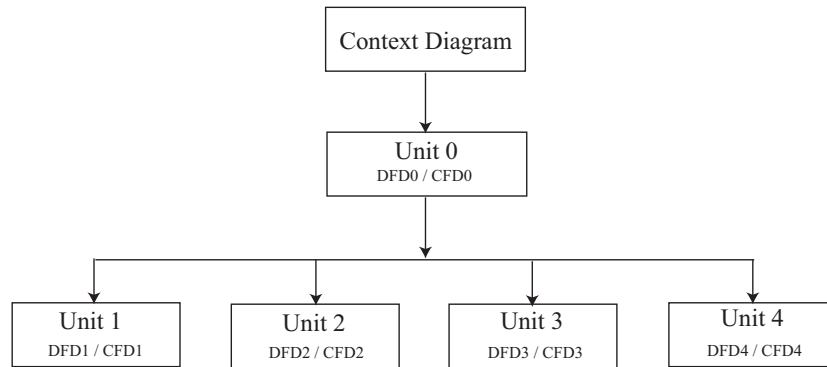 Context Diagram
Unit 0
DFD0 / CFD0
Unit 1
DFD1 / CFD1
Unit 2
DFD2 / CFD2
Unit 3
DFD3 / CFD3
Unit 4
DFD4 / CFD4